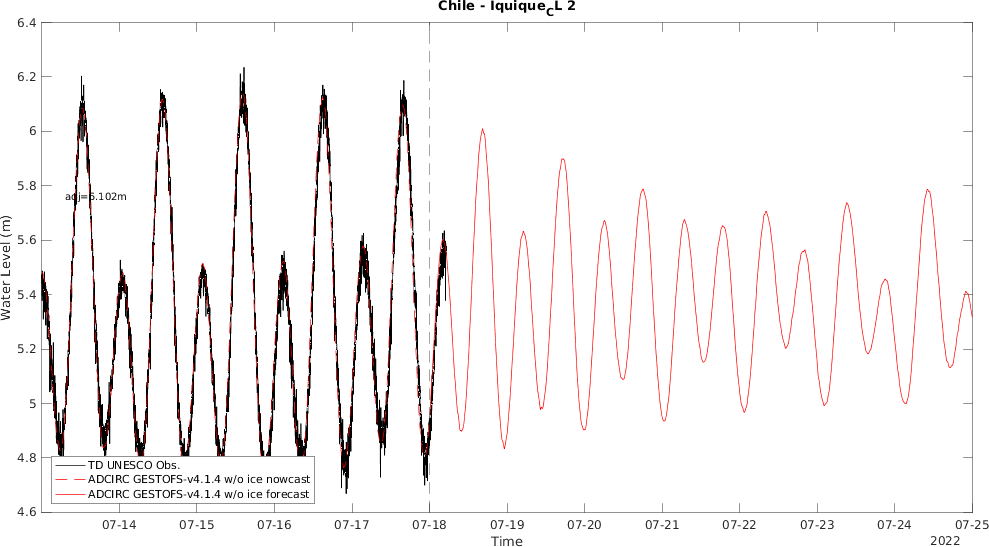 Chile - Iquique_CL 2
6.4
6.2
6
5.8
5.6
5.4
5.2
5
4.8
4.6
Water Level (m)
adj=5.102m
TD UNESCO Obs.
ADCIRC GESTOFS-v4.1.4 w/o ice nowcast
ADCIRC GESTOFS-v4.1.4 w/o ice forecast
07-14 07-15 07-16 07-17 07-18 07-19 07-20 07-21 07-22 07-23 07-24 07-25
Time
2022